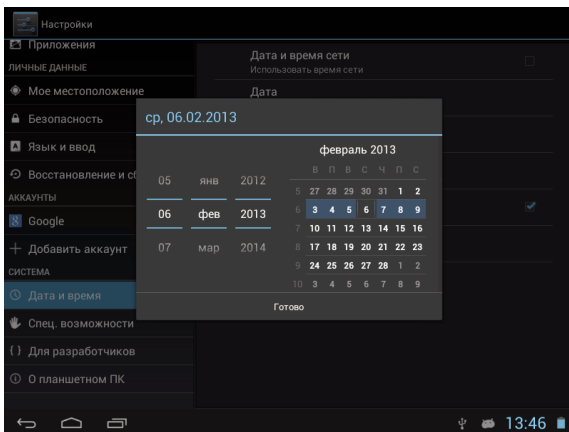 Настройки
Приложения
ЛИЧНЫЕ ДАННЫЕ
Мое местоположение
Безопасность
Язык и ввод
Восстановление и сб
АККАУНТЫ
Google
Добавить аккаунт
СИСТЕМА
Дата и время
Спец. возможности
{ } Для разработчиков
О планшетном ПК
Дата и время сети
Использовать время сети
Дата
ср, 06.02.2013
05 янв 2012
06 фев 2013
07 мар 2014
февраль 2013
В П В С Ч П С
5 27 28 29 30 31 1 2
6 3 4 5 6 7 8 9
7 10 11 12 13 14 15 16
8 17 18 19 20 21 22 23
9 24 25 26 27 28 1 2
10 3 4 5 6 7 8 9
Готово
13:46